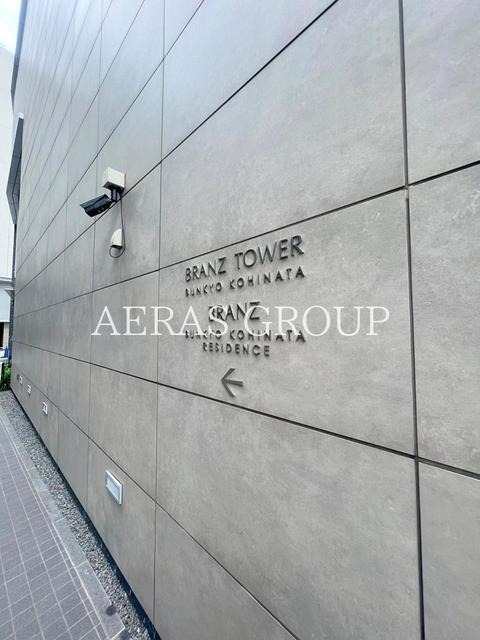 BRANZ TOWER
BUNKYO KOHINATA
BRANZ
AERAS GROUP
BUNKYO KOHINATA
RESIDENCE
←